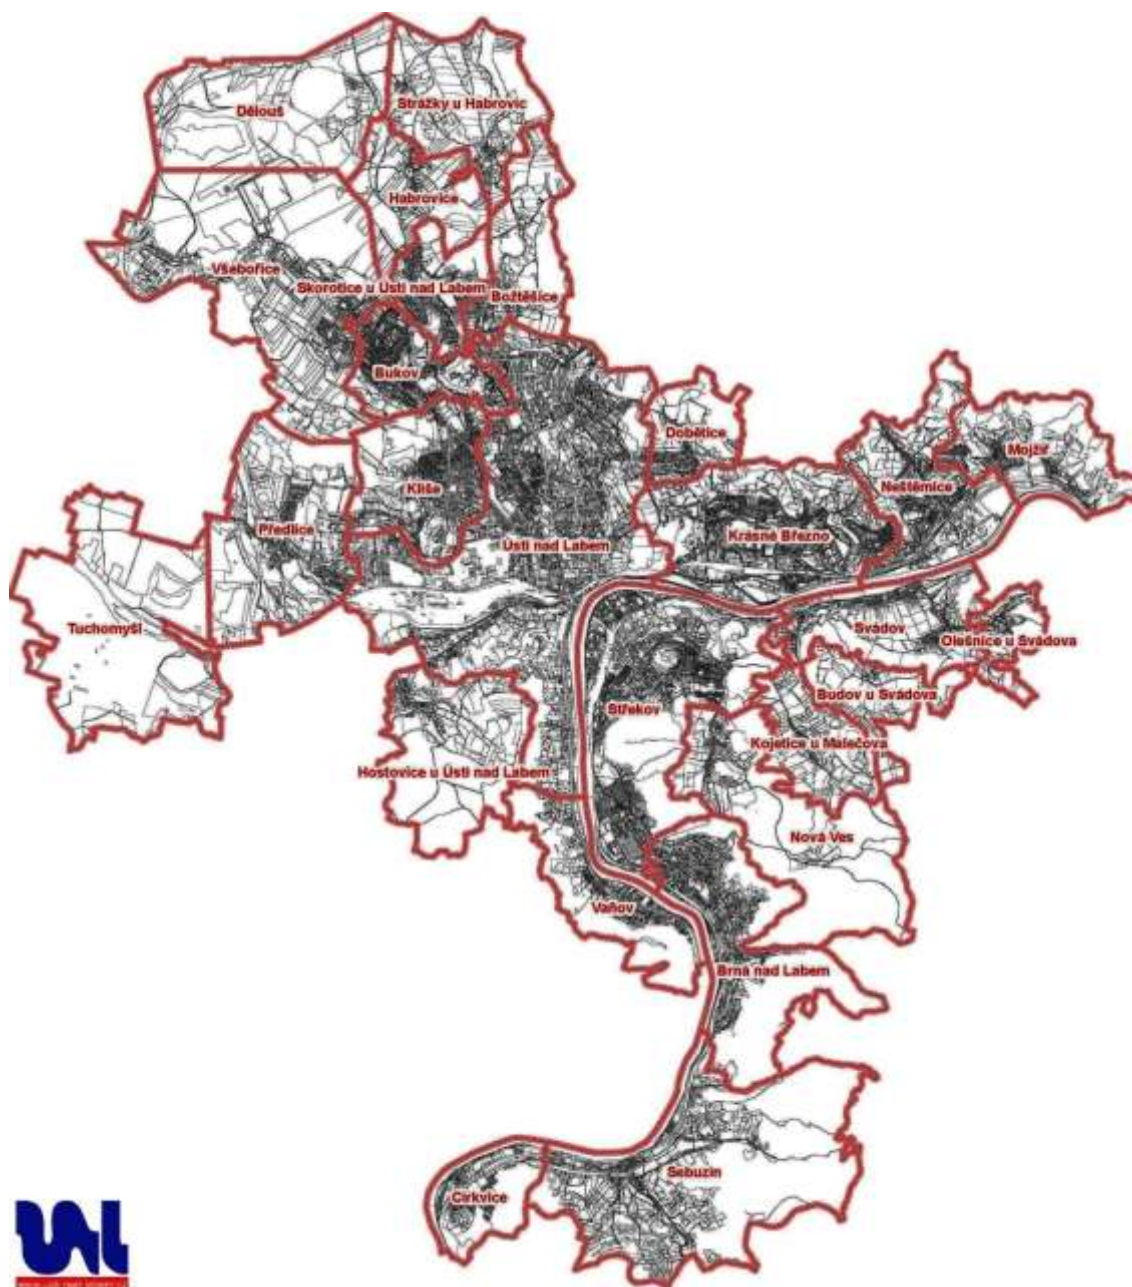 Dělouš
Strážky u Habrovic
Habrovice
Všebořice
Skorotice u Ústí nad Labem
Božtěšice
Bukov
Dobětice
Mojžíř
Klíše
Neštěmice
Předlice
Krásné Březno
Ústí nad Labem
Tuchomyšl
Svádov
Olešnice u Svádova
Budov u Svádova
Střekov
Kojetice u Malečova
Hostovice u Ústí nad Labem
Nová Ves
Vaňov
Brná nad Labem
Sebuzín
Církvice
UNL